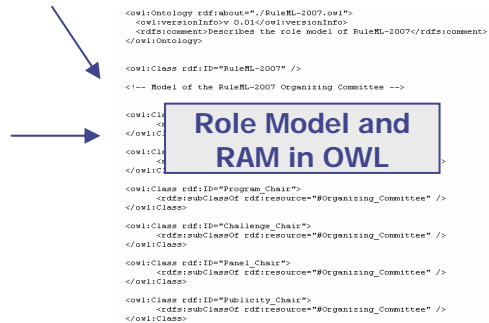 <owl:Ontology rdf:about="./RuleML-2007.owl">
<owl:versionInfo>v 0.01</owl:versionInfo>
<rdfs:comment>Describes the role model of RuleML-2007</rdfs:comment>
</owl:Ontology>
<owl:Class rdf:ID="RuleML-2007" />
<!-- Model of the RuleML-2007 Organizing Committee -->
Role Model and
RAM in OWL
<owl:Class rdf:ID="Program_Chair">
<rdfs:subClassOf rdf:resource="#Organizing_Committee" />
</owl:Class>
<owl:Class rdf:ID="Challenge_Chair">
<rdfs:subClassOf rdf:resource="#Organizing_Committee" />
</owl:Class>
<owl:Class rdf:ID="Panel_Chair">
<rdfs:subClassOf rdf:resource="#Organizing_Committee" />
</owl:Class>
<owl:Class rdf:ID="Publicity_Chair">
<rdfs:subClassOf rdf:resource="#Organizing_Committee" />
</owl:Class>